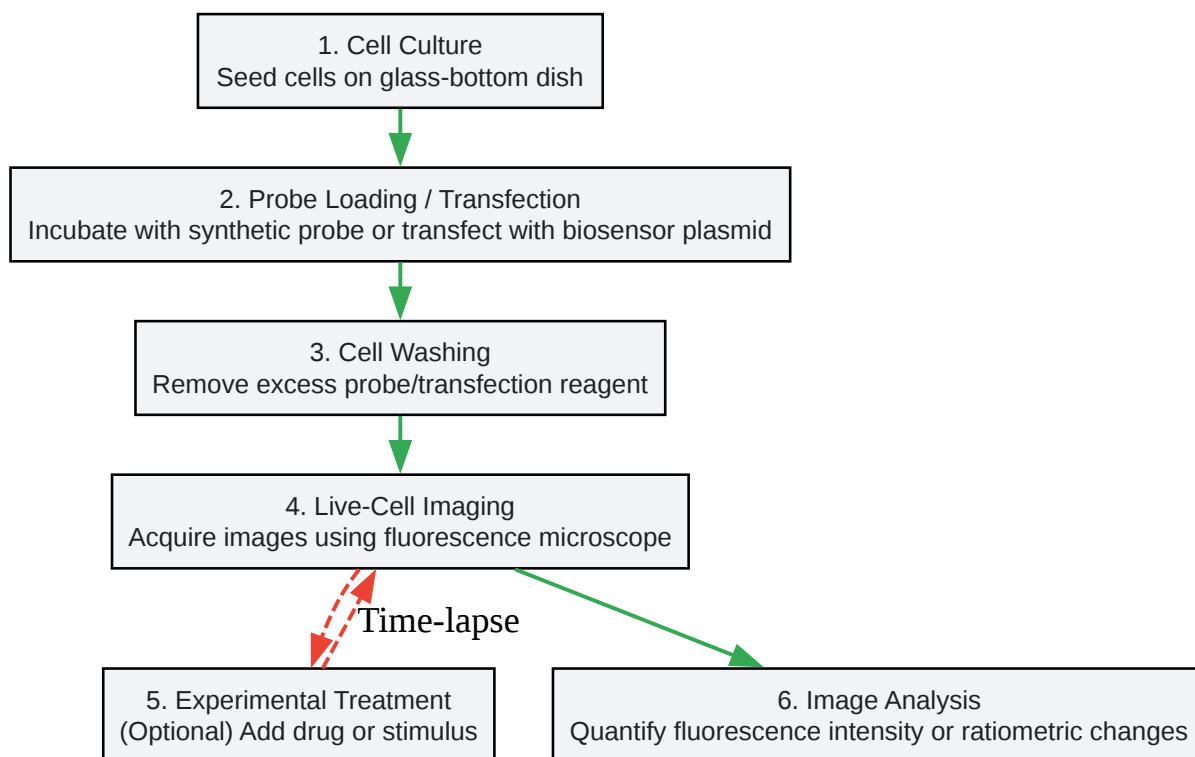 1. Cell Culture
Seed cells on glass-bottom dish
2. Probe Loading / Transfection
Incubate with synthetic probe or transfect with biosensor plasmid
3. Cell Washing
Remove excess probe/transfection reagent
4. Live-Cell Imaging
Acquire images using fluorescence microscope
Time-lapse
5. Experimental Treatment
(Optional) Add drug or stimulus
6. Image Analysis
Quantify fluorescence intensity or ratiometric changes